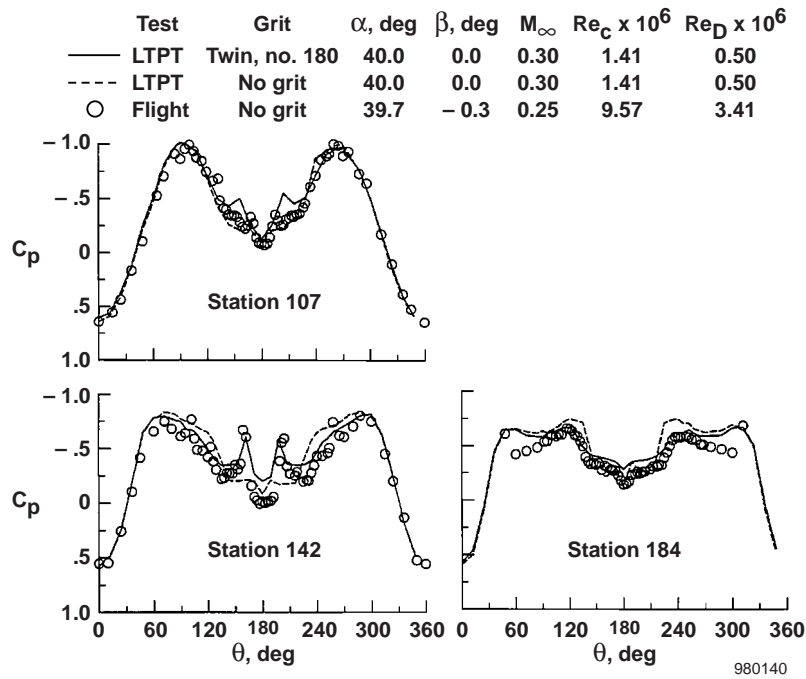 Test Grit α, deg β, deg M∞ Rec x 10⁶ ReD x 10⁶
LTPT Twin, no. 180 40.0 0.0 0.30 1.41 0.50
LTPT No grit 40.0 0.0 0.30 1.41 0.50
Flight No grit 39.7 – 0.3 0.25 9.57 3.41
– 1.0
– .5
0
.5
1.0
Cp
Station 107
– 1.0
– .5
0
.5
1.0
Cp
Station 142
0 60 120 180 240 300 360
θ, deg
Station 184
0 60 120 180 240 300 360
θ, deg
980140